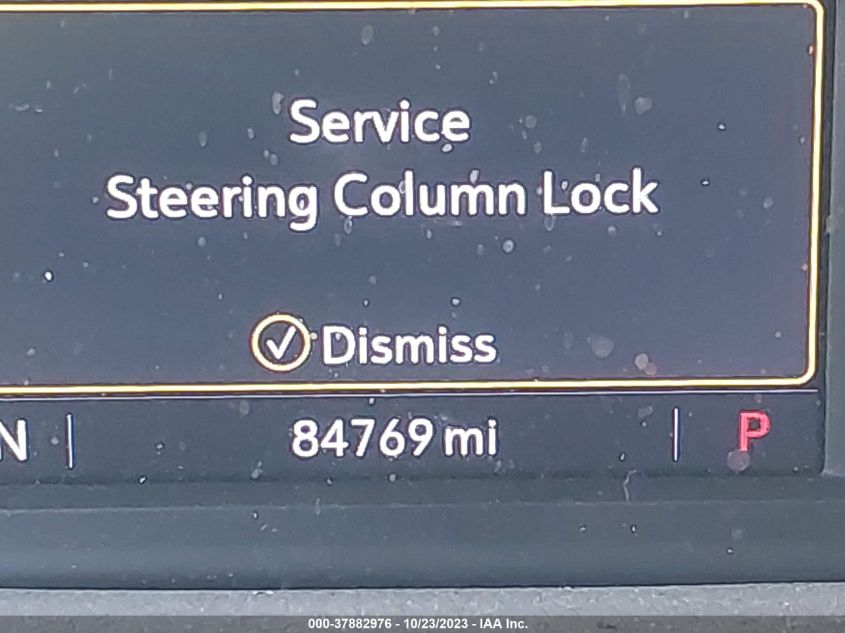 Service
Steering Column Lock
Dismiss
N | 84769 mi | P
000-37882976 - 10/23/2023 - IAA Inc.